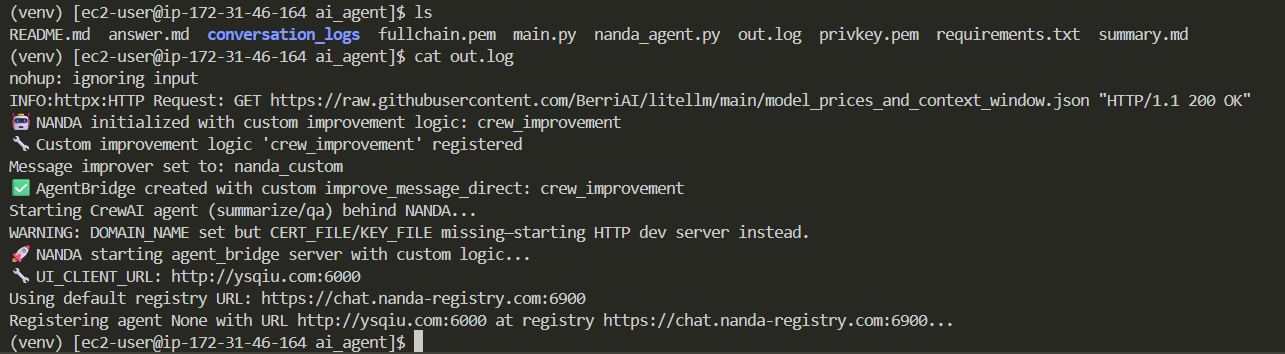 (venv) [ec2-user@ip-172-31-46-164 ai_agent]$ ls
README.md  answer.md  conversation_logs  fullchain.pem  main.py  nanda_agent.py  out.log  privkey.pem  requirements.txt  summary.md
(venv) [ec2-user@ip-172-31-46-164 ai_agent]$ cat out.log
nohup: ignoring input
INFO:httpx:HTTP Request: GET https://raw.githubusercontent.com/BerriAI/litellm/main/model_prices_and_context_window.json "HTTP/1.1 200 OK"
🤖 NANDA initialized with custom improvement logic: crew_improvement
🔧 Custom improvement logic 'crew_improvement' registered
Message improver set to: nanda_custom
✅ AgentBridge created with custom improve_message_direct: crew_improvement
Starting CrewAI agent (summarize/qa) behind NANDA...
WARNING: DOMAIN_NAME set but CERT_FILE/KEY_FILE missing—starting HTTP dev server instead.
🚀 NANDA starting agent_bridge server with custom logic...
🔧 UI_CLIENT_URL: http://ysqiu.com:6000
Using default registry URL: https://chat.nanda-registry.com:6900
Registering agent None with URL http://ysqiu.com:6000 at registry https://chat.nanda-registry.com:6900...
(venv) [ec2-user@ip-172-31-46-164 ai_agent]$